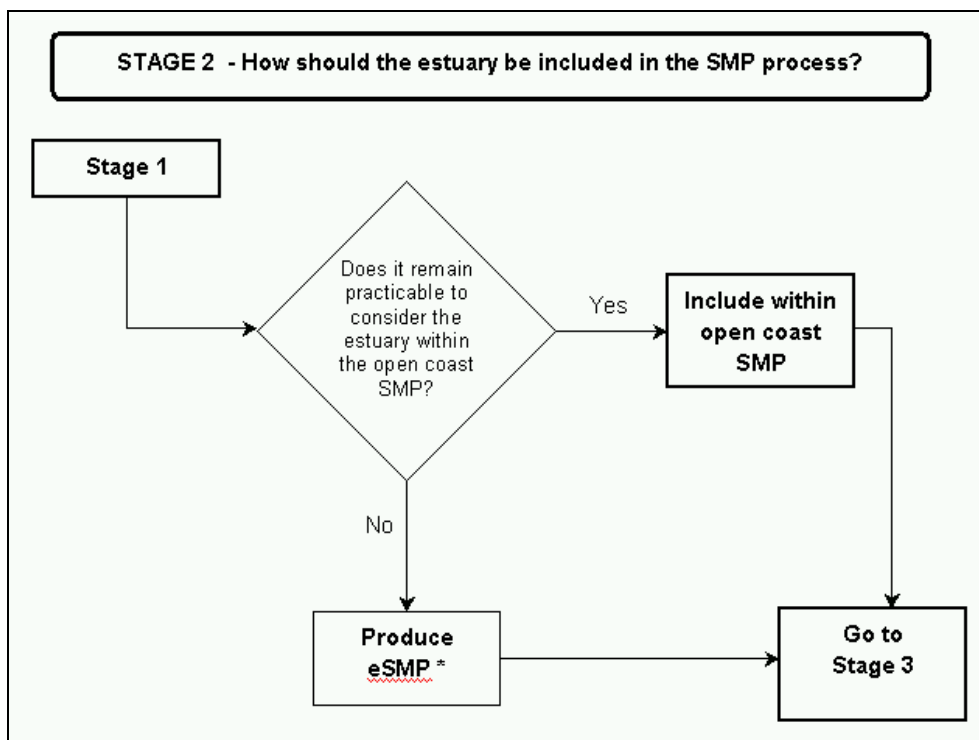 STAGE 2 - How should the estuary be included in the SMP process?
Stage 1
Does it remain
practicable to
consider the
estuary within
the open coast
SMP?
Yes
Include within
open coast
SMP
No
Produce
eSMP *
Go to
Stage 3